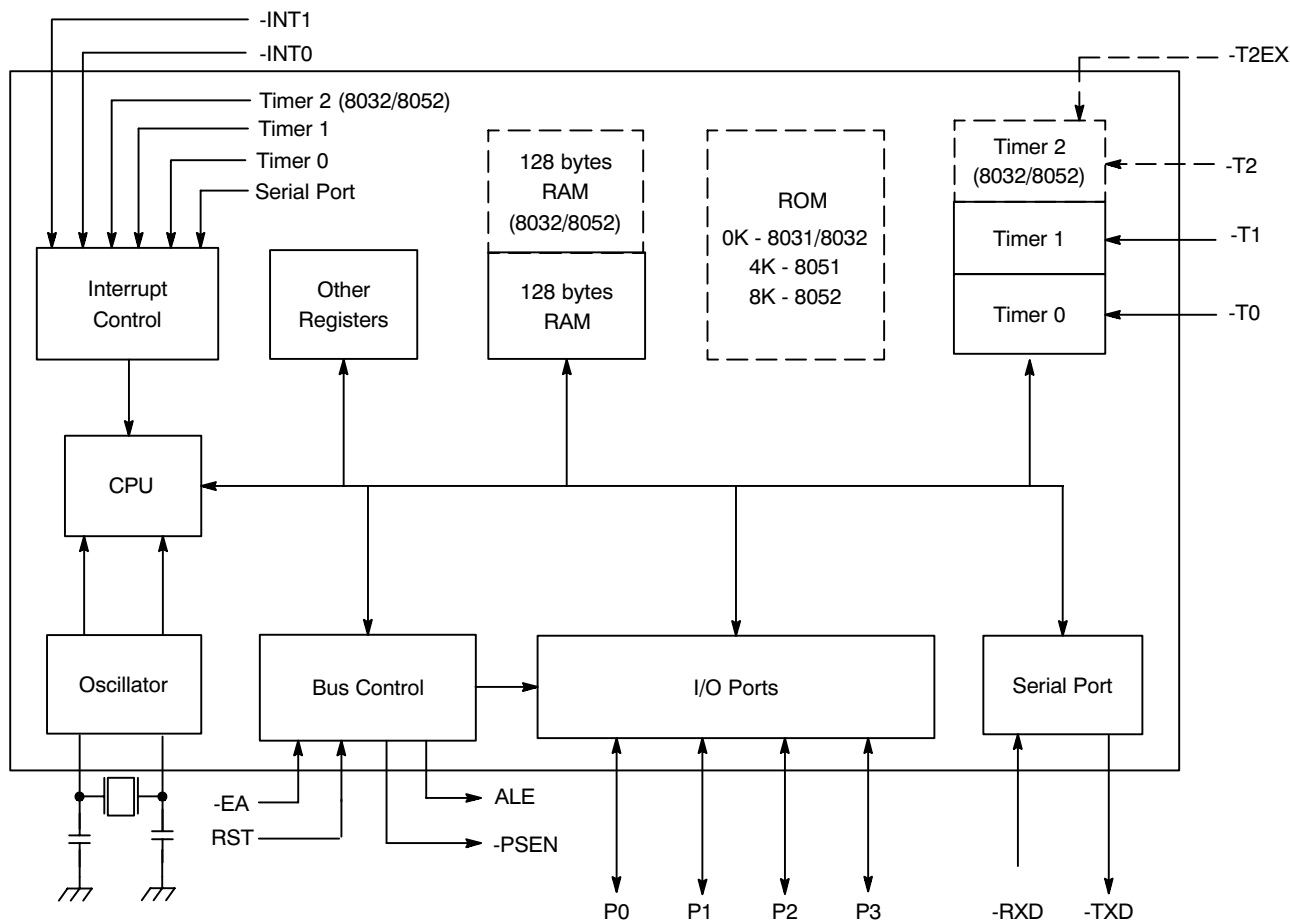 -INT1
-INT0
-T2EX
Timer 2 (8032/8052)
Timer 1
Timer 0
Serial Port
128 bytes
RAM
(8032/8052)
128 bytes
RAM
ROM
0K - 8031/8032
4K - 8051
8K - 8052
Timer 2
(8032/8052)
-T2
Timer 1
-T1
Timer 0
-T0
Interrupt
Control
Other
Registers
CPU
Oscillator
Bus Control
I/O Ports
Serial Port
-EA
ALE
RST
-PSEN
P0
P1
P2
P3
-RXD
-TXD